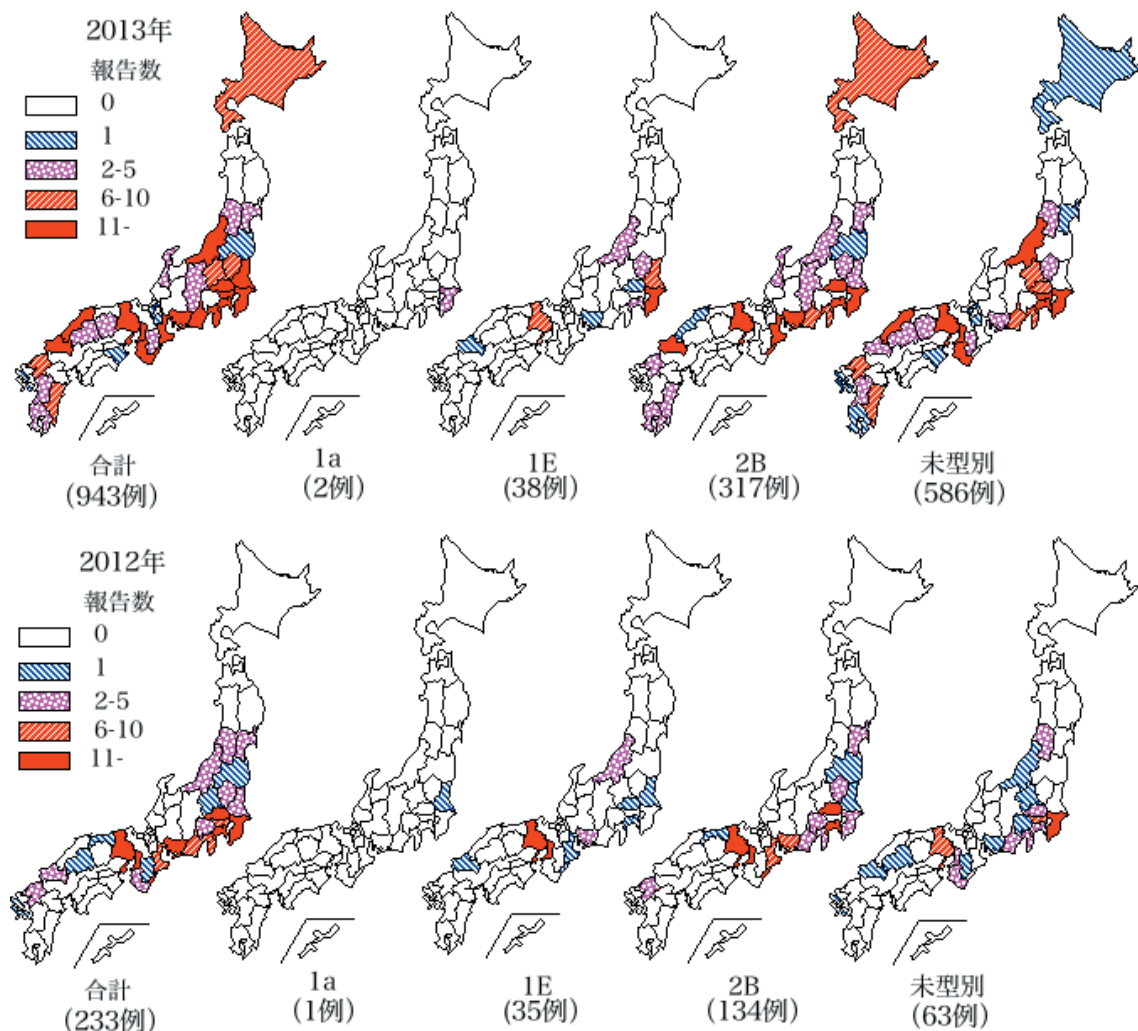 2013年
報告数
0
1
2-5
6-10
11-
合計
(943例)
1a
(2例)
1E
(38例)
2B
(317例)
未型別
(586例)
2012年
報告数
0
1
2-5
6-10
11-
合計
(233例)
1a
(1例)
1E
(35例)
2B
(134例)
未型別
(63例)